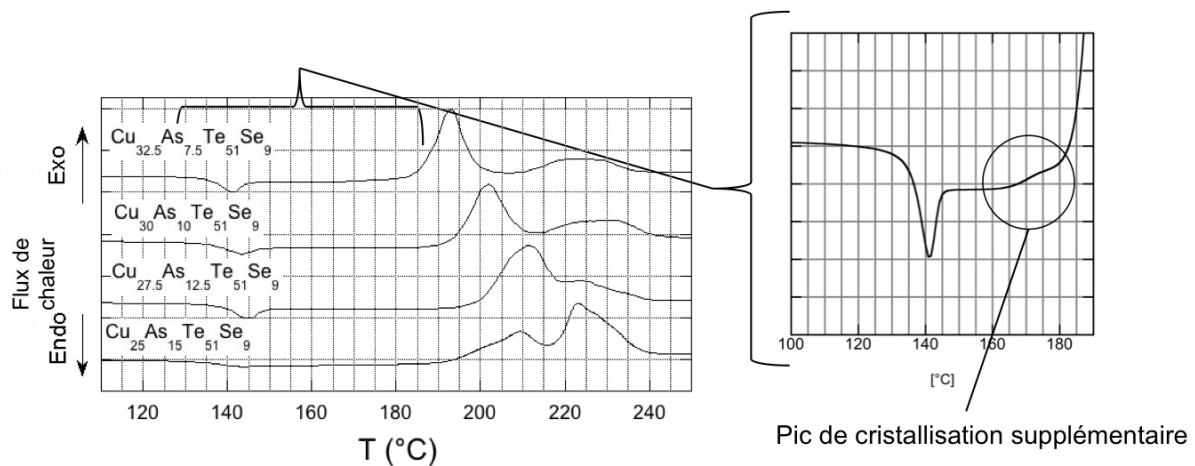 Exo
Flux de
chaleur
Endo
Cu32.5As7.5Te51Se9
Cu30As10Te51Se9
Cu27.5As12.5Te51Se9
Cu25As15Te51Se9
120 140 160 180 200 220 240
T (°C)
100 120 140 160 180
[°C]
Pic de cristallisation supplémentaire